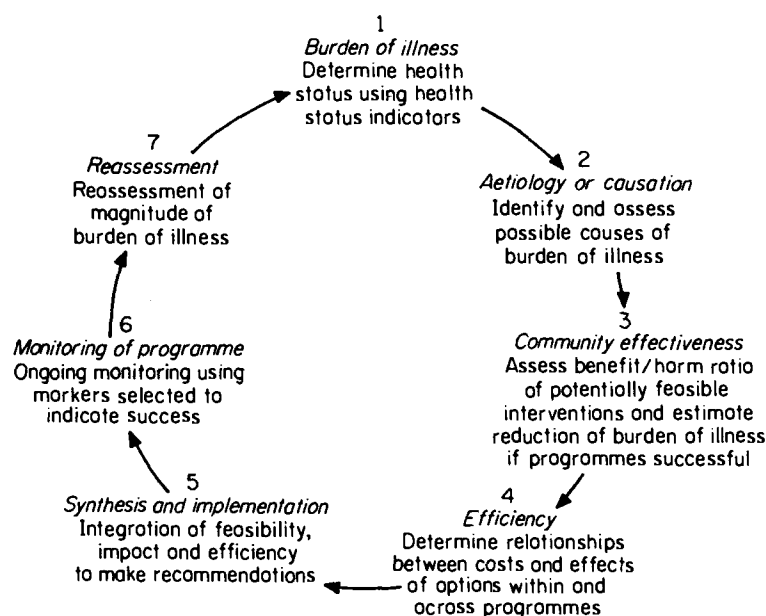 1
Burden of illness
Determine health
status using health
status indicators
2
Aetiology or causation
Identify and assess
possible causes of
burden of illness
3
Community effectiveness
Assess benefit/harm ratio
of potentially feasible
interventions and estimate
reduction of burden of illness
if programmes successful
4
Efficiency
Determine relationships
between costs and effects
of options within and
across programmes
5
Synthesis and implementation
Integration of feasibility,
impact and efficiency
to make recommendations
6
Monitoring of programme
Ongoing monitoring using
markers selected to
indicate success
7
Reassessment
Reassessment of
magnitude of
burden of illness